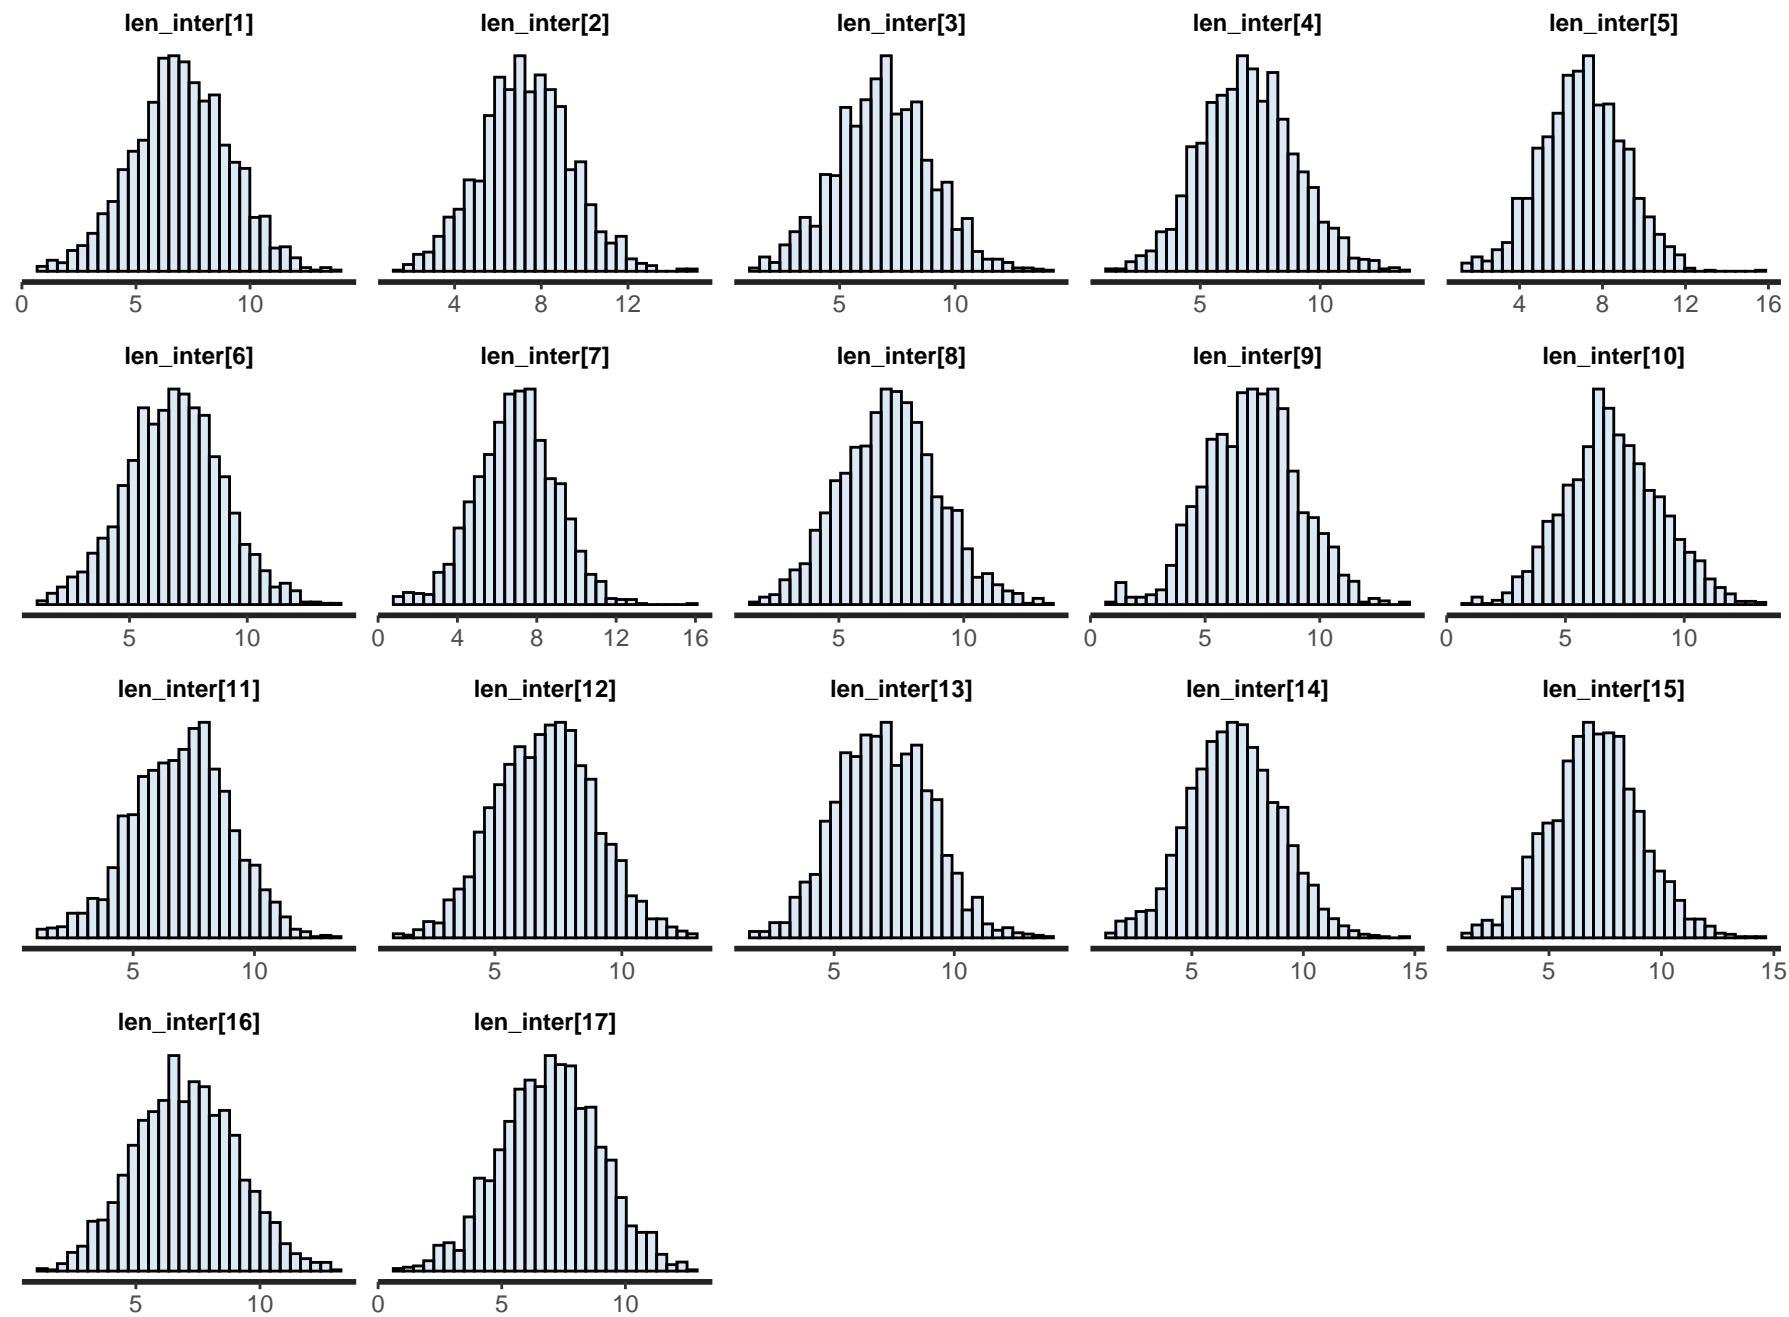 len_inter[1] len_inter[2] len_inter[3] len_inter[4] len_inter[5]
0 5 10 4 8 12 5 10 5 10 4 8 12 16
len_inter[6] len_inter[7] len_inter[8] len_inter[9] len_inter[10]
5 10 0 4 8 12 16 5 10 0 5 10 0 5 10
len_inter[11] len_inter[12] len_inter[13] len_inter[14] len_inter[15]
5 10 5 10 5 10 5 10 15 5 10 15
len_inter[16] len_inter[17]
5 10 0 5 10